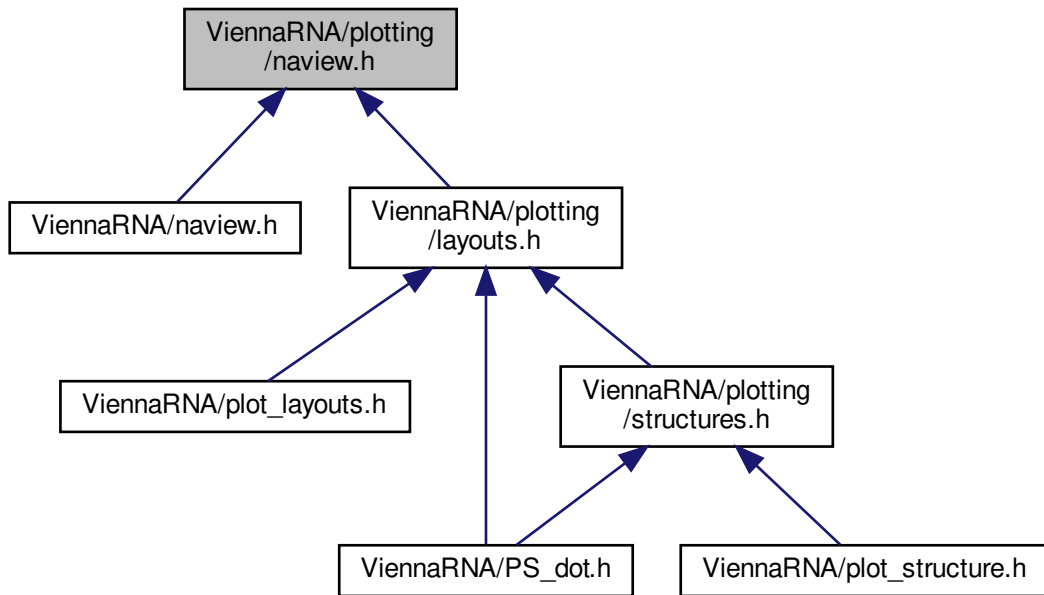 ViennaRNA/plotting
/naview.h
ViennaRNA/naview.h
ViennaRNA/plotting
/layouts.h
ViennaRNA/plot_layouts.h
ViennaRNA/plotting
/structures.h
ViennaRNA/PS_dot.h
ViennaRNA/plot_structure.h